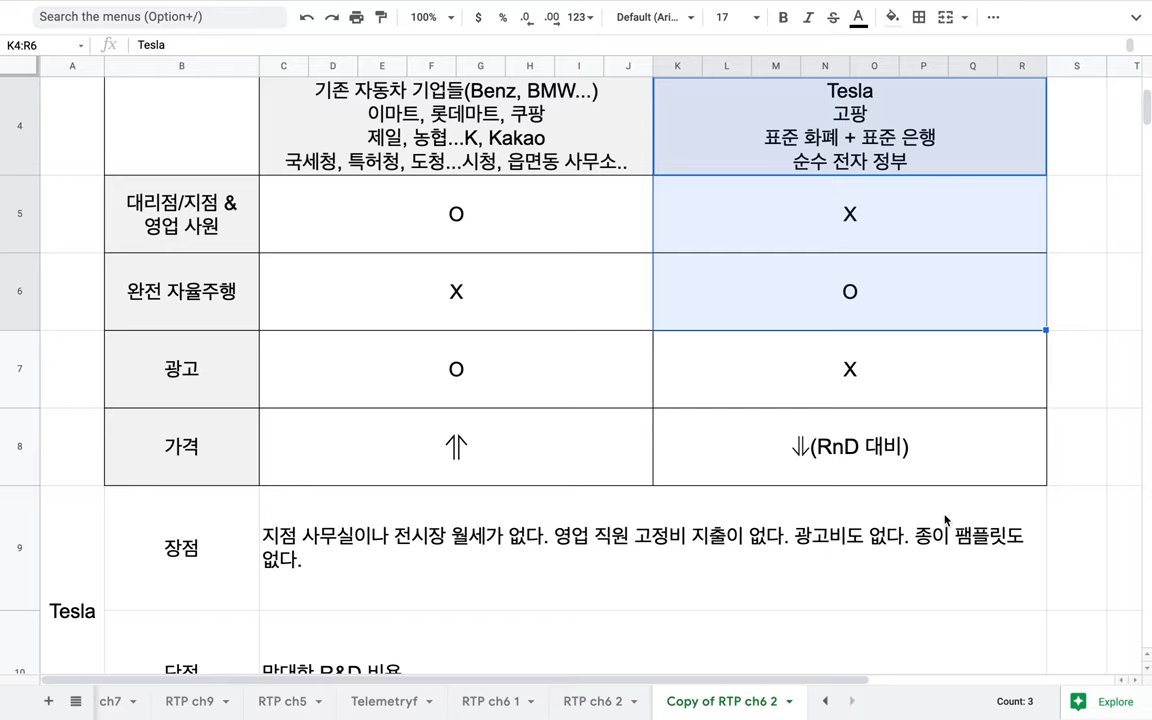 Search the menus (Option+/)
100%
$ % .0 .00 123
Default (Ari...
17
B I S A
K4:R6
fx Tesla
A B C D E F G H I J K L M N O P Q R S T
4
기존 자동차 기업들(Benz, BMW...)
이마트, 롯데마트, 쿠팡
제일, 농협...K, Kakao
국세청, 특허청, 도청...시청, 읍면동 사무소..
Tesla
고팡
표준 화폐 + 표준 은행
순수 전자 정부
5
대리점/지점 &
영업 사원
O
X
6
완전 자율주행
X
O
7
광고
O
X
8
가격
⇑
⇓(RnD 대비)
9
장점
지점 사무실이나 전시장 월세가 없다. 영업 직원 고정비 지출이 없다. 광고비도 없다. 종이 팸플릿도
없다.
Tesla
10
단점
막대한 R&D 비용
ch7
RTP ch9
RTP ch5
Telemetryf
RTP ch6 1
RTP ch6 2
Copy of RTP ch6 2
Count: 3
Explore